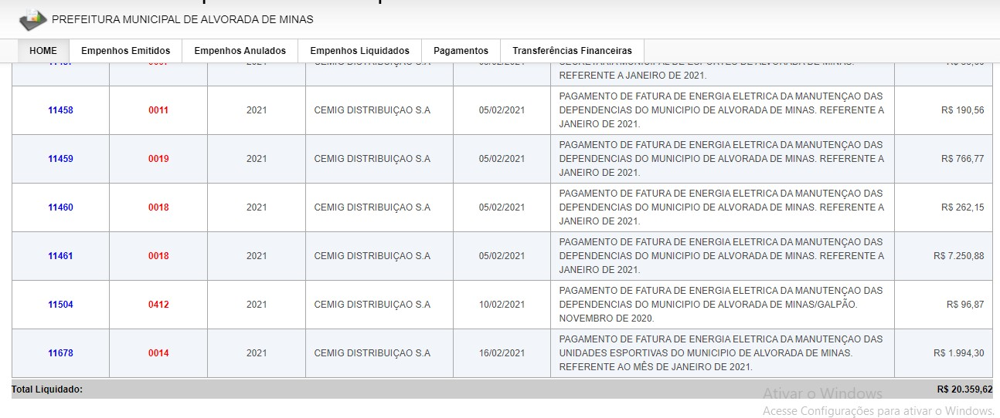 PREFEITURA MUNICIPAL DE ALVORADA DE MINAS
HOME Empenhos Emitidos Empenhos Anulados Empenhos Liquidados Pagamentos Transferências Financeiras
REFERENTE A JANEIRO DE 2021.
11458 0011 2021 CEMIG DISTRIBUIÇAO S.A 05/02/2021 PAGAMENTO DE FATURA DE ENERGIA ELETRICA DA MANUTENÇAO DAS
DEPENDENCIAS DO MUNICIPIO DE ALVORADA DE MINAS. REFERENTE A
JANEIRO DE 2021.
R$ 190,56
11459 0019 2021 CEMIG DISTRIBUIÇAO S.A 05/02/2021 PAGAMENTO DE FATURA DE ENERGIA ELETRICA DA MANUTENÇAO DAS
DEPENDENCIAS DO MUNICIPIO DE ALVORADA DE MINAS. REFERENTE A
JANEIRO DE 2021.
R$ 766,77
11460 0018 2021 CEMIG DISTRIBUIÇAO S.A 05/02/2021 PAGAMENTO DE FATURA DE ENERGIA ELETRICA DA MANUTENÇAO DAS
DEPENDENCIAS DO MUNICIPIO DE ALVORADA DE MINAS. REFERENTE A
JANEIRO DE 2021.
R$ 262,15
11461 0018 2021 CEMIG DISTRIBUIÇAO S.A 05/02/2021 PAGAMENTO DE FATURA DE ENERGIA ELETRICA DA MANUTENÇAO DAS
DEPENDENCIAS DO MUNICIPIO DE ALVORADA DE MINAS. REFERENTE A
JANEIRO DE 2021.
R$ 7.250,88
11504 0412 2021 CEMIG DISTRIBUIÇAO S.A 10/02/2021 PAGAMENTO DE FATURA DE ENERGIA ELETRICA DA MANUTENÇAO DAS
DEPENDENCIAS DO MUNICIPIO DE ALVORADA DE MINAS/GALPÃO.
NOVEMBRO DE 2020.
R$ 96,87
11678 0014 2021 CEMIG DISTRIBUIÇAO S.A 16/02/2021 PAGAMENTO DE FATURA DE ENERGIA ELETRICA DA MANUTENÇAO DAS
UNIDADES ESPORTIVAS DO MUNICIPIO DE ALVORADA DE MINAS.
REFERENTE AO MÊS DE JANEIRO DE 2021.
R$ 1.994,30
Total Liquidado: R$ 20.359,62
Ativar o Windows
Acesse Configurações para ativar o Windows.